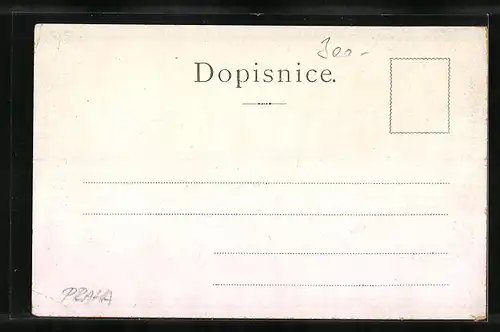 300.-
Dopisnice.
PRAHA